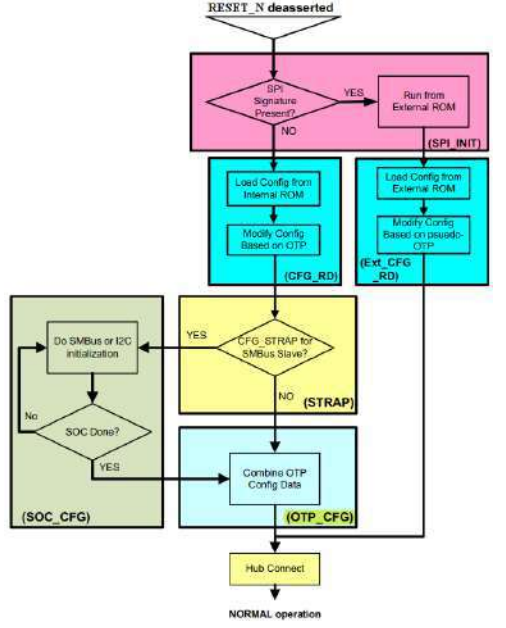 RESET_N deasserted
SPI
Signature
Present?
YES
Run from
External ROM
NO
(SPI_INIT)
Load Config from
Internal ROM
Load Config from
External ROM
Modify Config
Based on OTP
Modify Config
Based on psuedo-
OTP
(CFG_RD)
(Ext_CFG
_RD)
Do SMBus or I2C
initialization
YES
CFG_STRAP for
SMBus Slave?
No
NO
(STRAP)
SOC Done?
YES
Combine OTP
Config Data
(SOC_CFG)
(OTP_CFG)
Hub Connect
NORMAL operation